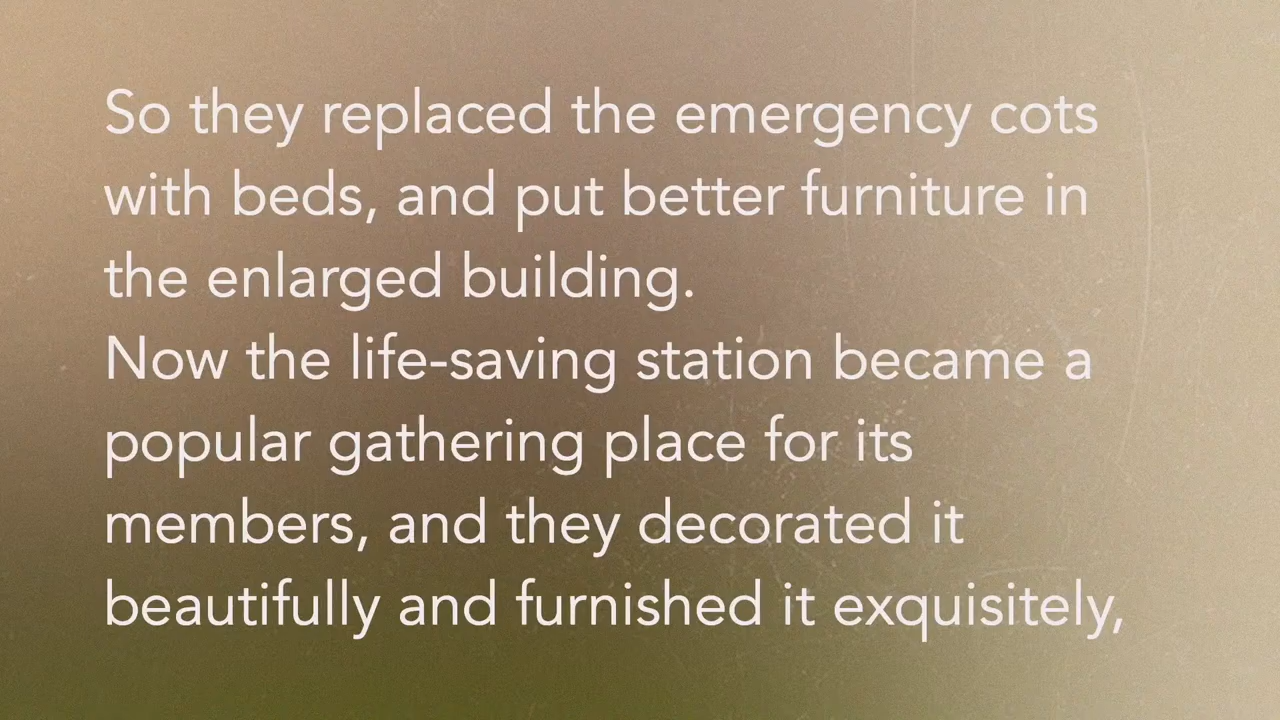 So they replaced the emergency cots
with beds, and put better furniture in
the enlarged building.
Now the life-saving station became a
popular gathering place for its
members, and they decorated it
beautifully and furnished it exquisitely,